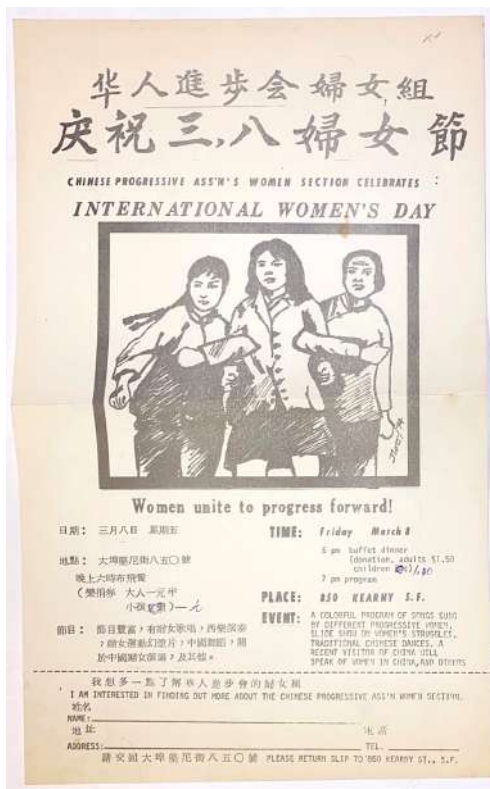 华人進步会婦女組
庆祝三,八婦女節
CHINESE PROGRESSIVE ASS'N'S WOMEN SECTION CELEBRATES :
INTERNATIONAL WOMEN'S DAY
Women unite to progress forward!
日期: 三月八日 星期五
地點: 大埠乾尼街八五〇號
晚上六時布飛餐
(樂捐券 大人一元半
小孩 一元
節目: 節目豐富,有婦女歌唱,西樂演奏
,婦女運動幻燈片,中國舞蹈,關
於中國婦女演講,及其他。
TIME: Friday March 8
6 pm buffet dinner
(donation, adults $1.50
children 1.00
7 pm program
PLACE: 850 KEARNY S.F.
EVENT: A COLORFUL PROGRAM OF SONGS SUNG
BY DIFFERENT PROGRESSIVE WOMEN,
SLIDE SHOW ON WOMEN'S STRUGGLES,
TRADITIONAL CHINESE DANCES, A
RECENT VISITOR OF CHINA WILL
SPEAK OF WOMEN IN CHINA, AND OTHERS
我想多一點了解華人進步會的婦女組
I AM INTERESTED IN FINDING OUT MORE ABOUT THE CHINESE PROGRESSIVE ASS'N WOMEN SECTION.
姓名
NAME:
地址 电話
ADDRESS: TEL.
請交回大埠乾尼街八五〇號 PLEASE RETURN SLIP TO 850 KEARNY ST., S.F.